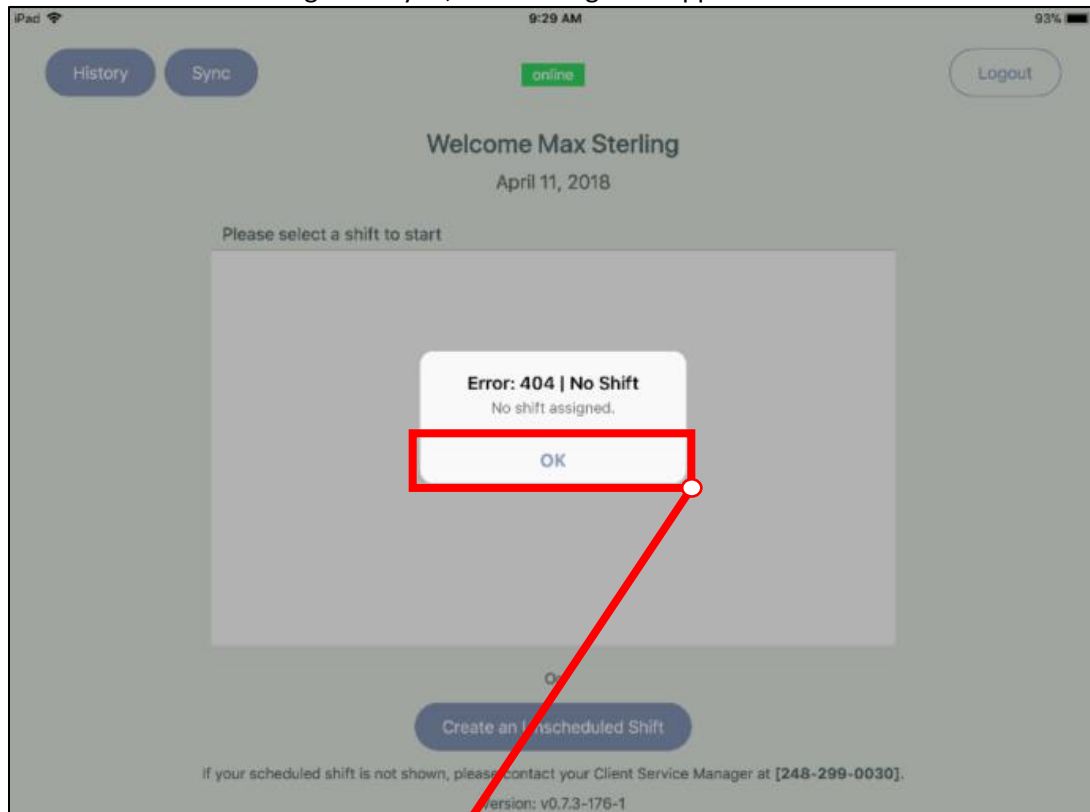 iPad 9:29 AM 93%
History Sync online Logout
Welcome Max Sterling
April 11, 2018
Please select a shift to start
Error: 404 | No Shift
No shift assigned.
OK
Create an Unscheduled Shift
If your scheduled shift is not shown, please contact your Client Service Manager at [248-299-0030].
version: v0.7.3-176-1